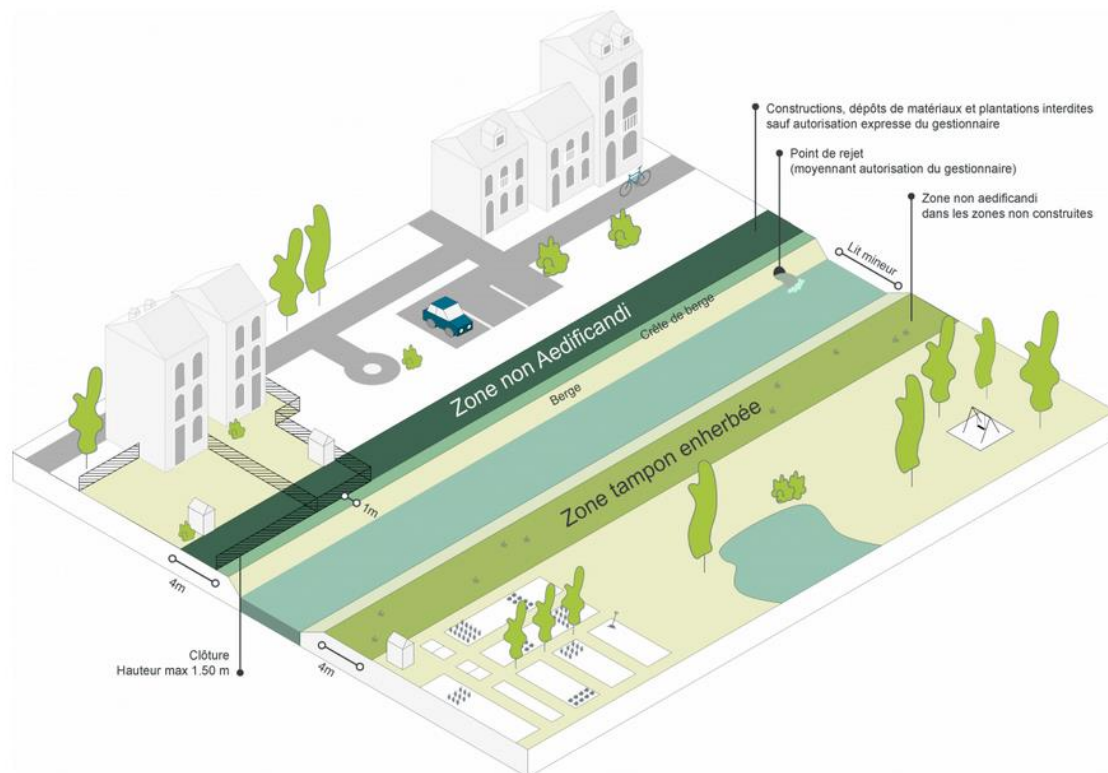 Constructions, dépôts de matériaux et plantations interdites
sauf autorisation expresse du gestionnaire
Point de rejet
(moyennant autorisation du gestionnaire)
Zone non aedificandi
dans les zones non construites
Lit mineur
Zone non Aedificandi
Crête de berge
Berge
Zone tampon enherbée
1m
4m
4m
Clôture
Hauteur max 1.50 m